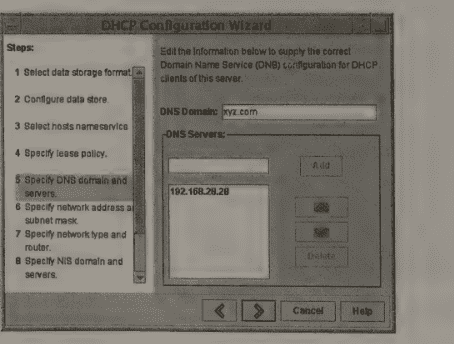 DHCP Configuration Wizard
Steps:
1 Select data storage format.
2 Configure data store.
3 Select hosts nameservice
4 Specify lease policy.
5 Specify DNS domain and
servers.
6 Specify network address a
subnet mask.
7 Specify network type and
router.
8 Specify NIS domain and
servers.
Edit the information below to supply the correct
Domain Name Service (DNS) configuration for DHCP
clients of this server.
DNS Domain: xyz.com
DNS Servers:
Add
192.168.28.28
Delete
Cancel Help